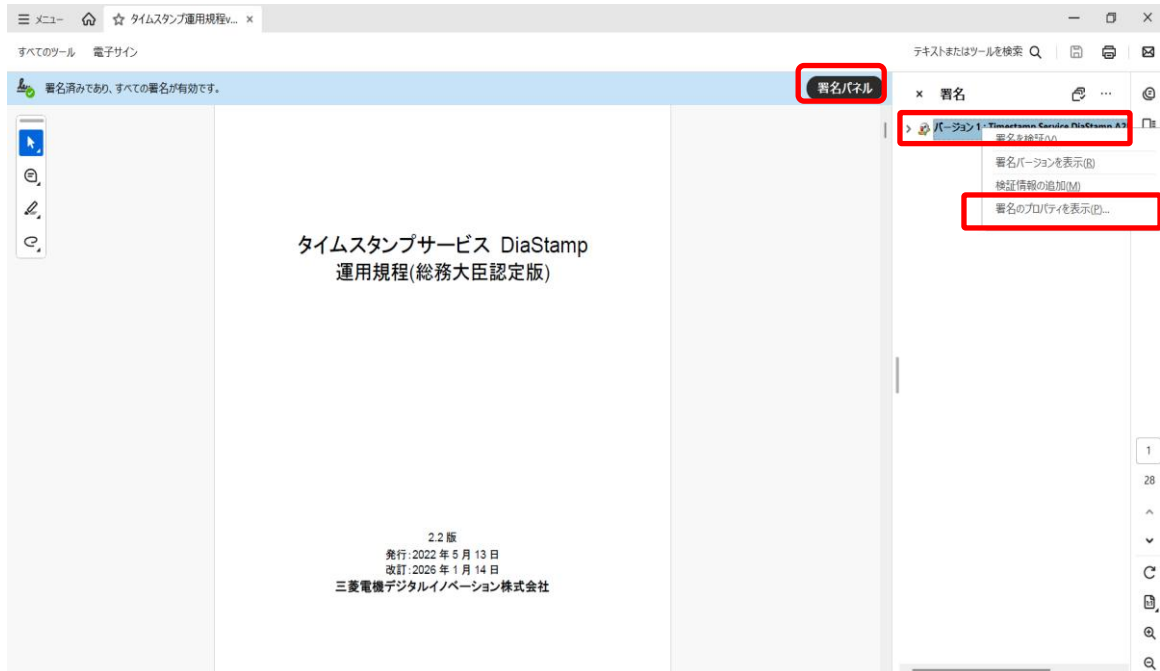 メニュー
タイムスタンプ運用規程v...
すべてのツール 電子サイン
テキストまたはツールを検索
署名済みであり、すべての署名が有効です。
署名パネル
署名
バージョン 1 : Timestamp Service DiaStamp A2
署名を検証(V)
署名バージョンを表示(R)
検証情報の追加(M)
署名のプロパティを表示(P)...
タイムスタンプサービス DiaStamp
運用規程(総務大臣認定版)
2.2 版
発行:2022 年 5 月 13 日
改訂:2026 年 1 月 14 日
三菱電機デジタルイノベーション株式会社
1
28